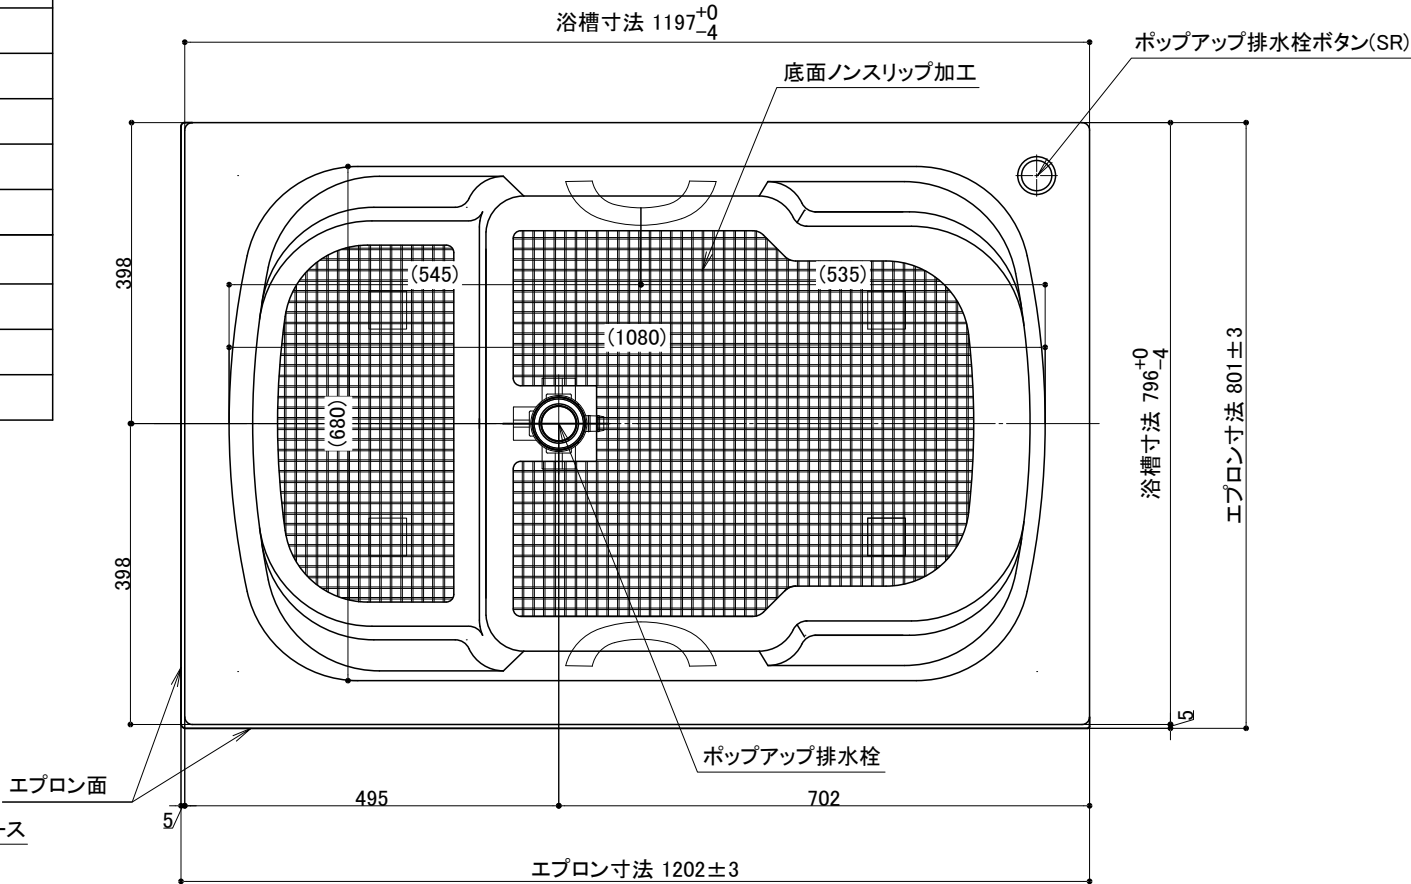 浴槽寸法 1197+0 -4
ポップアップ排水栓ボタン(SR)
底面ノンスリップ加工
398
(545)
(535)
(1080)
浴槽寸法 796+0 -4
エプロン寸法 801±3
(680)
398
5
ポップアップ排水栓
エプロン面
495
702
5
ース
エプロン寸法 1202±3